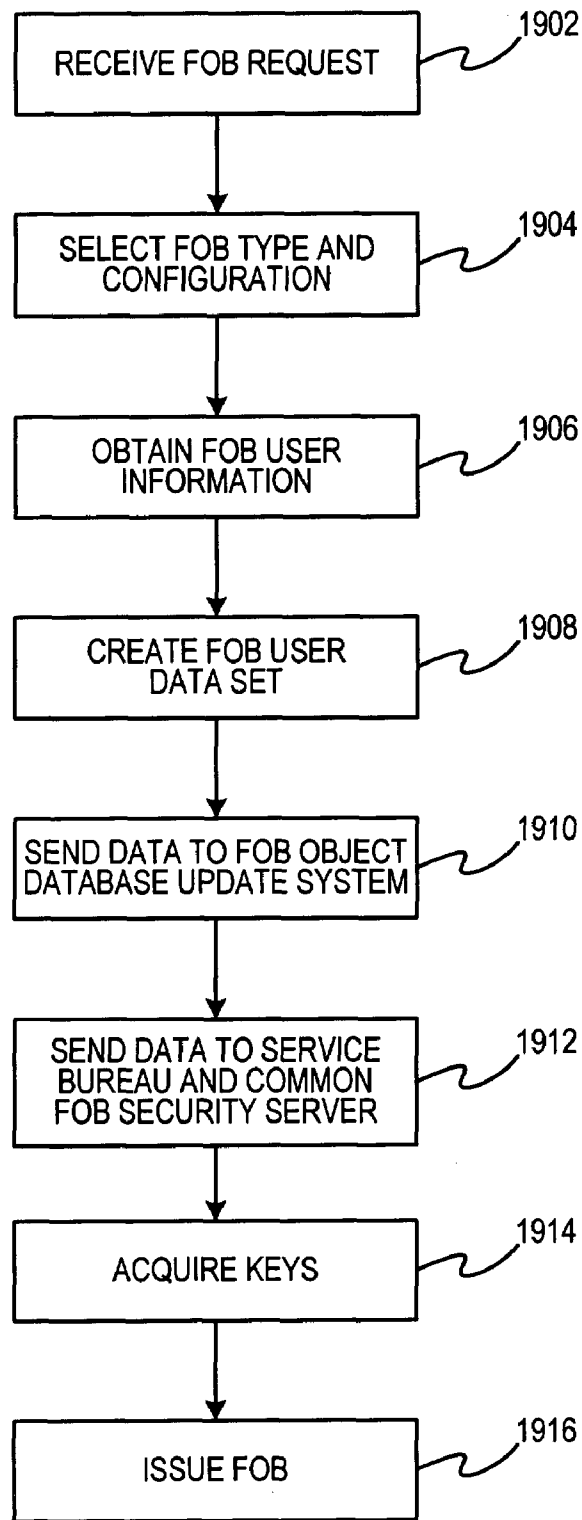 1902
RECEIVE FOB REQUEST
1904
SELECT FOB TYPE AND
CONFIGURATION
1906
OBTAIN FOB USER
INFORMATION
1908
CREATE FOB USER
DATA SET
1910
SEND DATA TO FOB OBJECT
DATABASE UPDATE SYSTEM
1912
SEND DATA TO SERVICE
BUREAU AND COMMON
FOB SECURITY SERVER
1914
ACQUIRE KEYS
1916
ISSUE FOB